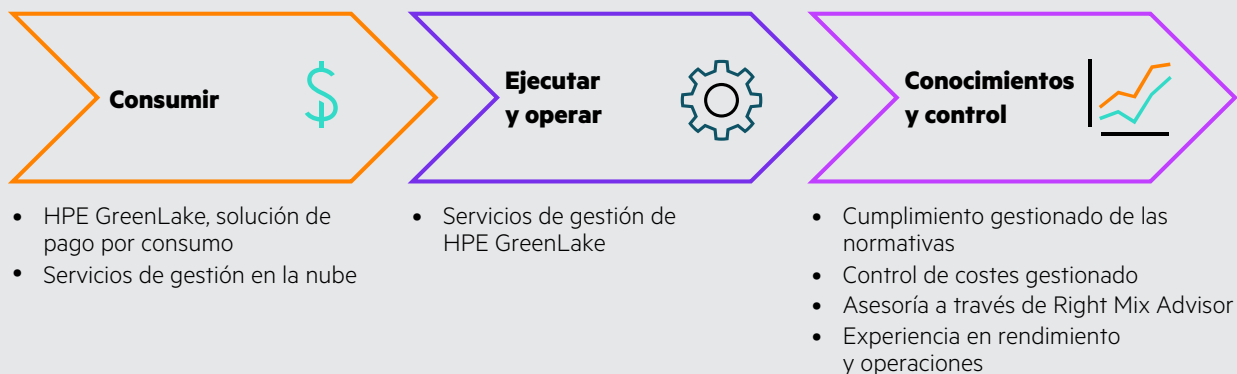 Consumir
$
Ejecutar
y operar
Conocimientos
y control
• HPE GreenLake, solución de
pago por consumo
• Servicios de gestión en la nube
• Servicios de gestión de
HPE GreenLake
• Cumplimiento gestionado de las
normativas
• Control de costes gestionado
• Asesoría a través de Right Mix Advisor
• Experiencia en rendimiento
y operaciones